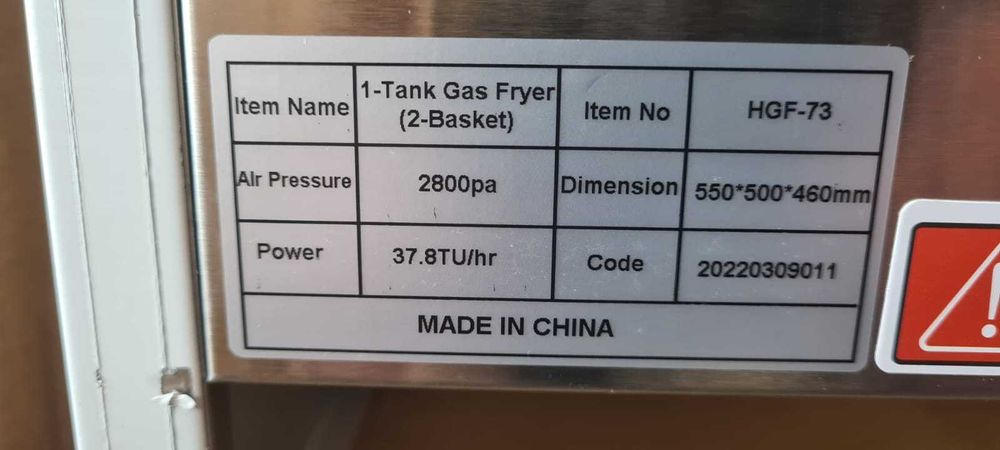 Item Name 1-Tank Gas Fryer (2-Basket) Item No HGF-73
Air Pressure 2800pa Dimension 550*500*460mm
Power 37.8TU/hr Code 20220309011
MADE IN CHINA